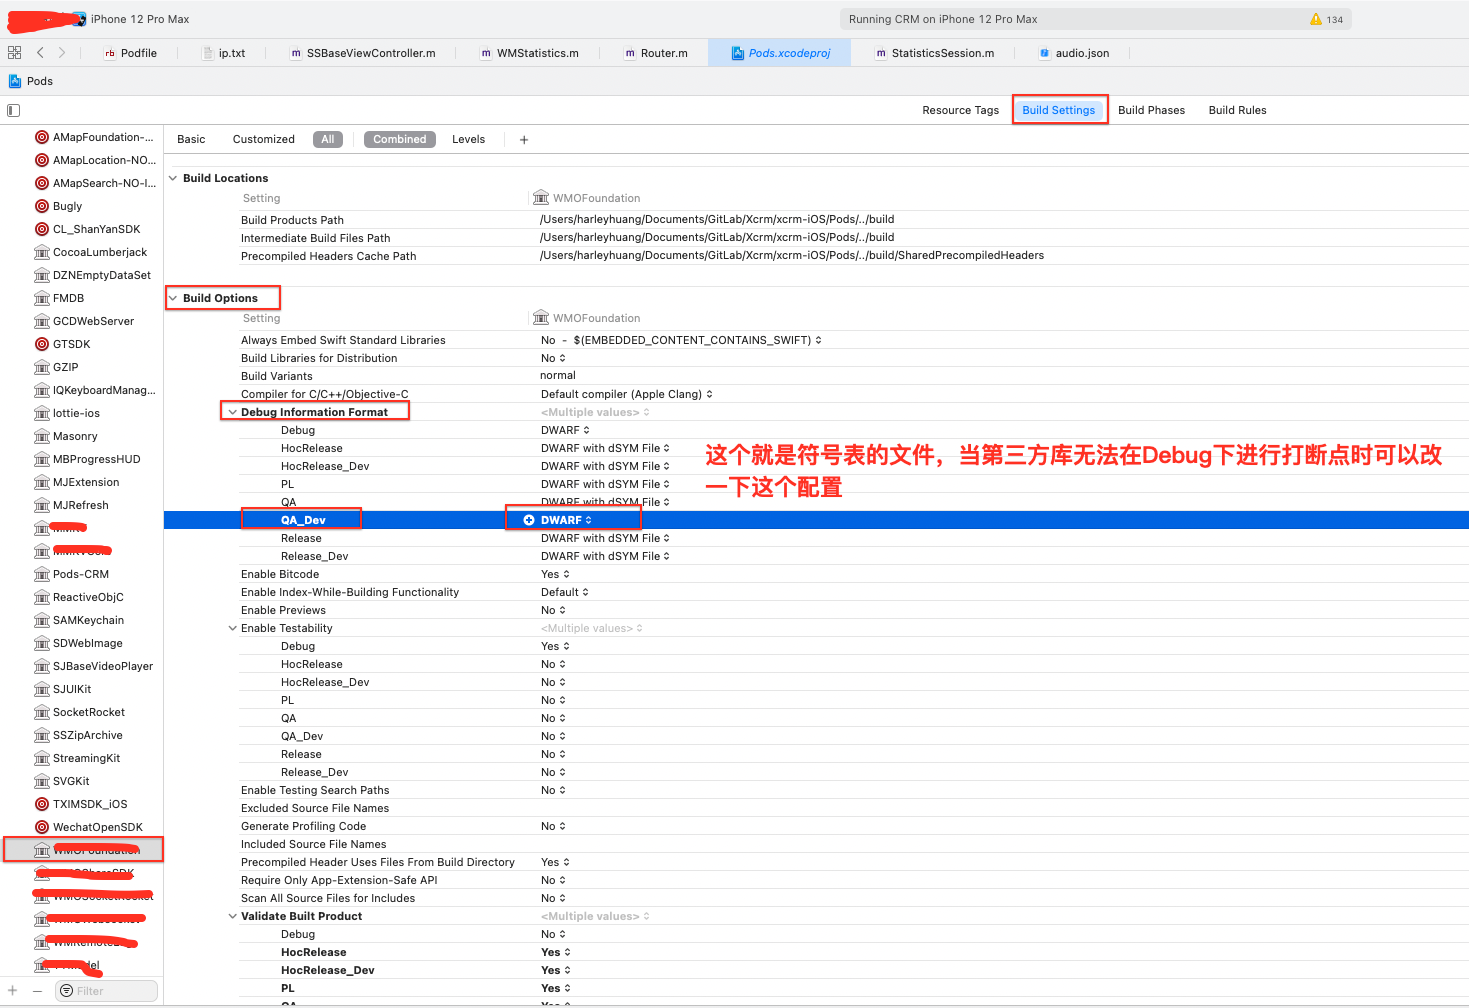 iPhone 12 Pro Max
Running CRM on iPhone 12 Pro Max
134
Podfile
ip.txt
SSBaseViewController.m
WMStatistics.m
Router.m
Pods.xcodeproj
StatisticsSession.m
audio.json
Pods
Resource Tags
Build Settings
Build Phases
Build Rules
Basic
Customized
All
Combined
Levels
AMapFoundation-...
AMapLocation-NO...
AMapSearch-NO-I...
Bugly
CL_ShanYanSDK
CocoaLumberjack
DZNEmptyDataSet
FMDB
GCDWebServer
GTSDK
GZIP
IQKeyboardManag...
lottie-ios
Masonry
MBProgressHUD
MJExtension
MJRefresh
Pods-CRM
ReactiveObjC
SAMKeychain
SDWebImage
SJBaseVideoPlayer
SJUIKit
SocketRocket
SSZipArchive
StreamingKit
SVGKit
TXIMSDK_iOS
WechatOpenSDK
WMOFoundation
Filter
Build Locations
Setting WMOFoundation
Build Products Path /Users/harleyhuang/Documents/GitLab/Xcrm/xcrm-iOS/Pods/../build
Intermediate Build Files Path /Users/harleyhuang/Documents/GitLab/Xcrm/xcrm-iOS/Pods/../build
Precompiled Headers Cache Path /Users/harleyhuang/Documents/GitLab/Xcrm/xcrm-iOS/Pods/../build/SharedPrecompiledHeaders
Build Options
Setting WMOFoundation
Always Embed Swift Standard Libraries No - $(EMBEDDED_CONTENT_CONTAINS_SWIFT)
Build Libraries for Distribution No
Build Variants normal
Compiler for C/C++/Objective-C Default compiler (Apple Clang)
Debug Information Format <Multiple values>
Debug DWARF
HocRelease DWARF with dSYM File
HocRelease_Dev DWARF with dSYM File
PL DWARF with dSYM File
QA DWARF with dSYM File
QA_Dev DWARF
Release DWARF with dSYM File
Release_Dev DWARF with dSYM File
这个就是符号表的文件，当第三方库无法在Debug下进行打断点时可以改
一下这个配置
Enable Bitcode Yes
Enable Index-While-Building Functionality Default
Enable Previews No
Enable Testability <Multiple values>
Debug Yes
HocRelease No
HocRelease_Dev No
PL No
QA No
QA_Dev No
Release No
Release_Dev No
Enable Testing Search Paths No
Excluded Source File Names
Generate Profiling Code No
Included Source File Names
Precompiled Header Uses Files From Build Directory Yes
Require Only App-Extension-Safe API No
Scan All Source Files for Includes No
Validate Built Product <Multiple values>
Debug No
HocRelease Yes
HocRelease_Dev Yes
PL Yes
QA Yes